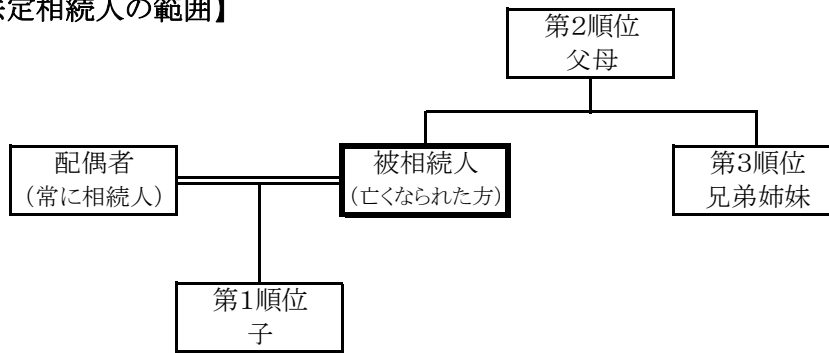 定相続人の範囲】
第2順位
父母
配偶者
（常に相続人）
被相続人
（亡くなられた方）
第3順位
兄弟姉妹
第1順位
子